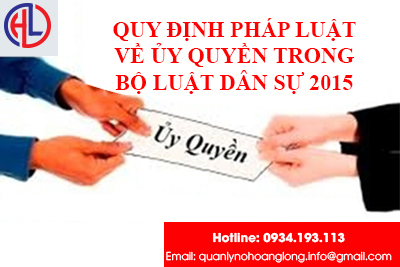 HL
QUY ĐỊNH PHÁP LUẬT
VỀ ỦY QUYỀN TRONG
BỘ LUẬT DÂN SỰ 2015
Ủy Quyền
Hotline: 0934.193.113
Email: quanlynohoanglong.info@gmail.com